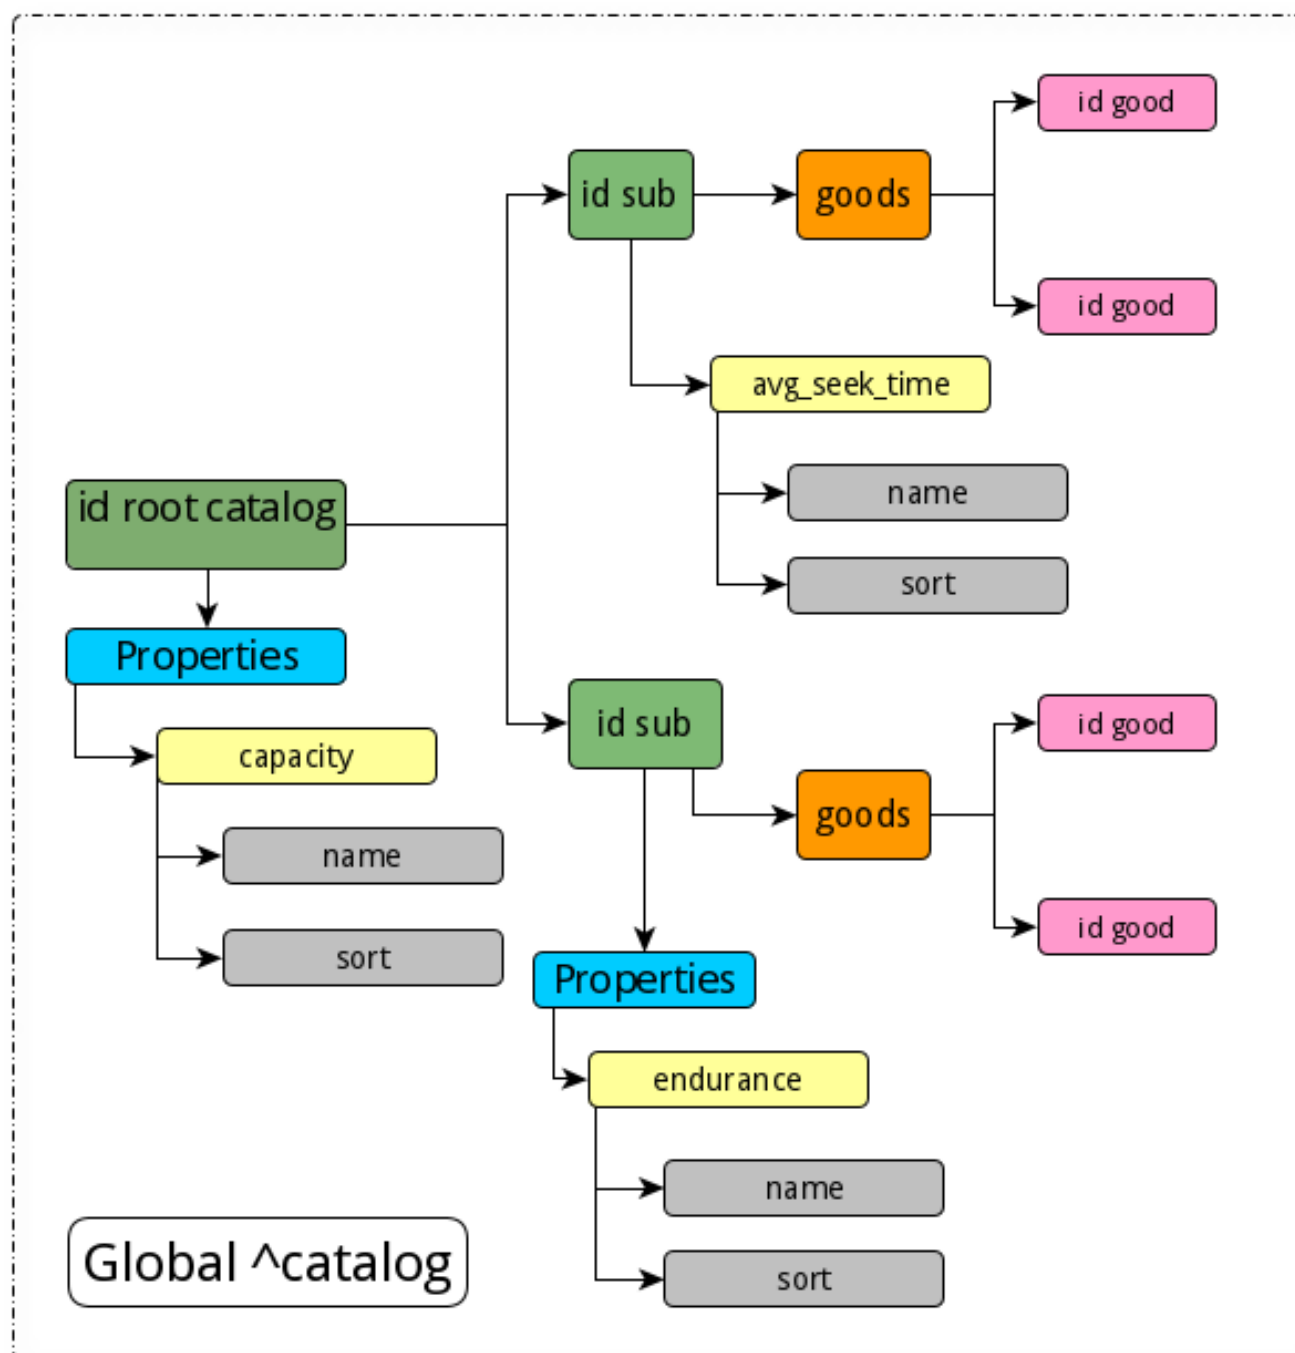 id good
id sub
goods
id good
avg_seek_time
name
id root catalog
sort
Properties
id sub
id good
capacity
goods
name
id good
sort
Properties
endurance
name
Global ^catalog
sort